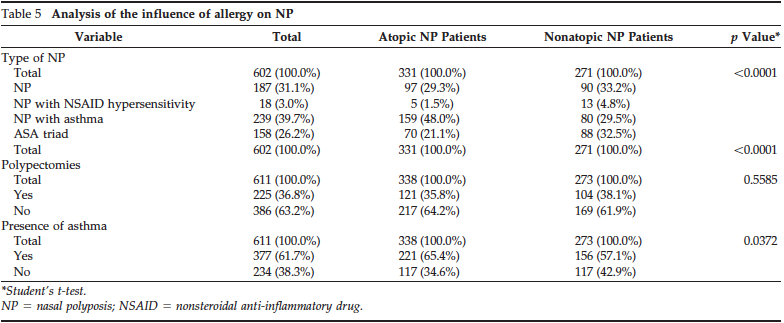 Table 5 Analysis of the influence of allergy on NP
Variable Total Atopic NP Patients Nonatopic NP Patients p Value*
Type of NP
Total 602 (100.0%) 331 (100.0%) 271 (100.0%) <0.0001
NP 187 (31.1%) 97 (29.3%) 90 (33.2%)
NP with NSAID hypersensitivity 18 (3.0%) 5 (1.5%) 13 (4.8%)
NP with asthma 239 (39.7%) 159 (48.0%) 80 (29.5%)
ASA triad 158 (26.2%) 70 (21.1%) 88 (32.5%)
Total 602 (100.0%) 331 (100.0%) 271 (100.0%) <0.0001
Polypectomies
Total 611 (100.0%) 338 (100.0%) 273 (100.0%) 0.5585
Yes 225 (36.8%) 121 (35.8%) 104 (38.1%)
No 386 (63.2%) 217 (64.2%) 169 (61.9%)
Presence of asthma
Total 611 (100.0%) 338 (100.0%) 273 (100.0%) 0.0372
Yes 377 (61.7%) 221 (65.4%) 156 (57.1%)
No 234 (38.3%) 117 (34.6%) 117 (42.9%)
*Student's t-test.
NP = nasal polyposis; NSAID = nonsteroidal anti-inflammatory drug.